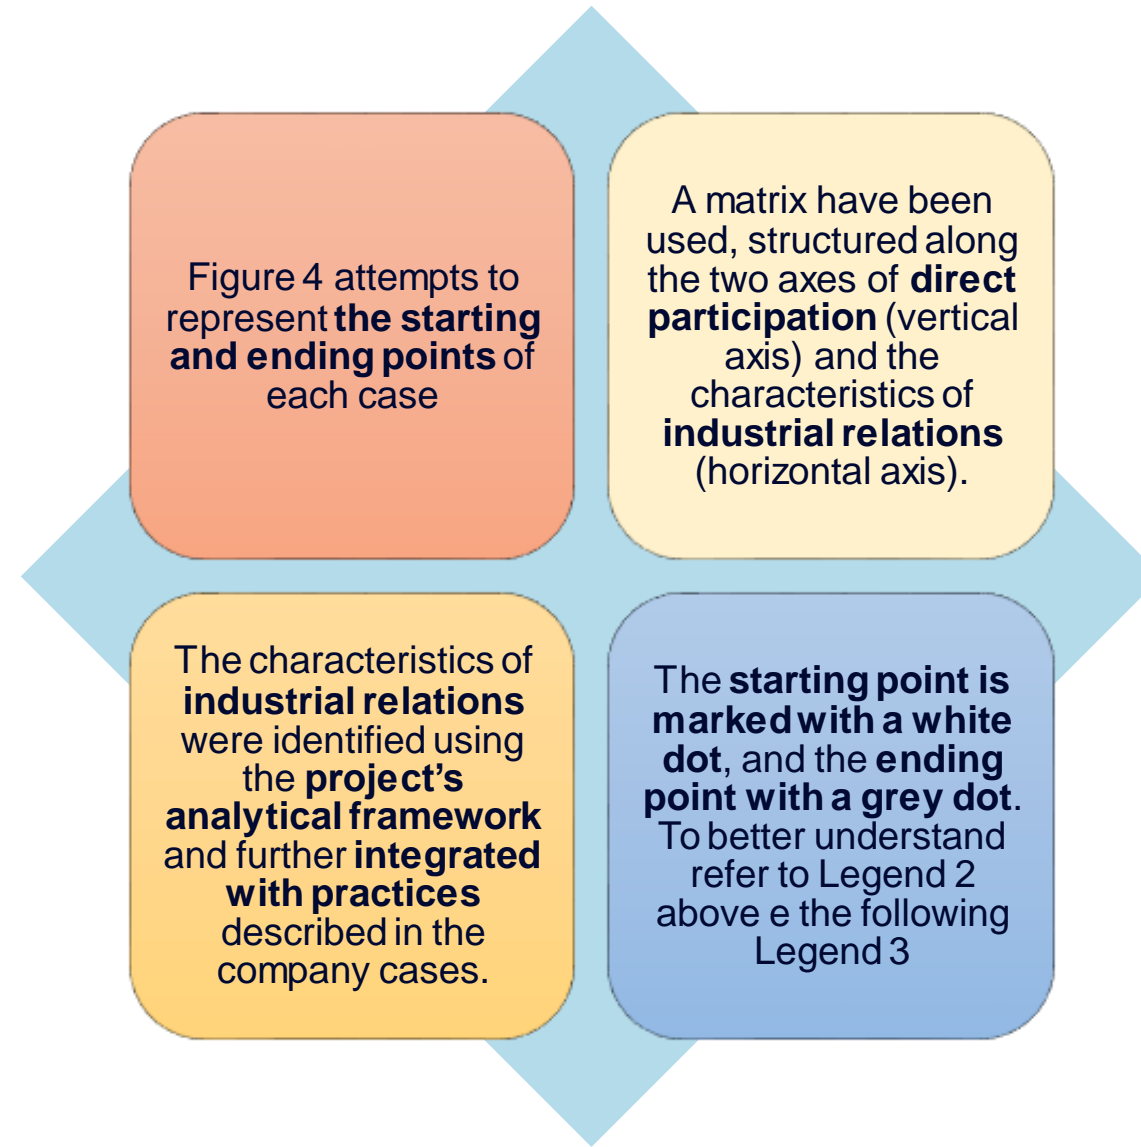 Figure 4 attempts to
represent the starting
and ending points of
each case
A matrix have been
used, structured along
the two axes of direct
participation (vertical
axis) and the
characteristics of
industrial relations
(horizontal axis).
The characteristics of
industrial relations
were identified using
the project’s
analytical framework
and further integrated
with practices
described in the
company cases.
The starting point is
marked with a white
dot, and the ending
point with a grey dot.
To better understand
refer to Legend 2
above e the following
Legend 3